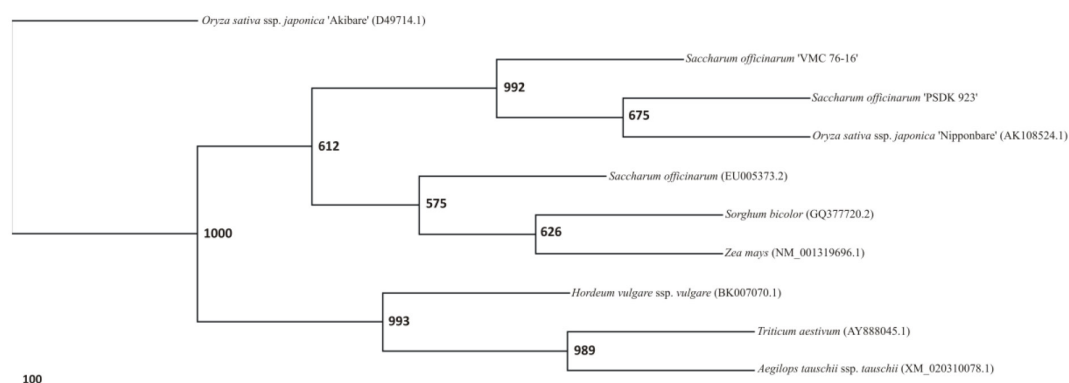 Oryza sativa ssp. japonica 'Akibare' (D49714.1)
Saccharum officinarum 'VMC 76-16'
992
Saccharum officinarum 'PSDK 923'
675
Oryza sativa ssp. japonica 'Nipponbare' (AK108524.1)
612
Saccharum officinarum (EU005373.2)
575
Sorghum bicolor (GQ377720.2)
626
Zea mays (NM_001319696.1)
1000
Hordeum vulgare ssp. vulgare (BK007070.1)
993
Triticum aestivum (AY888045.1)
989
Aegilops tauschii ssp. tauschii (XM_020310078.1)
100